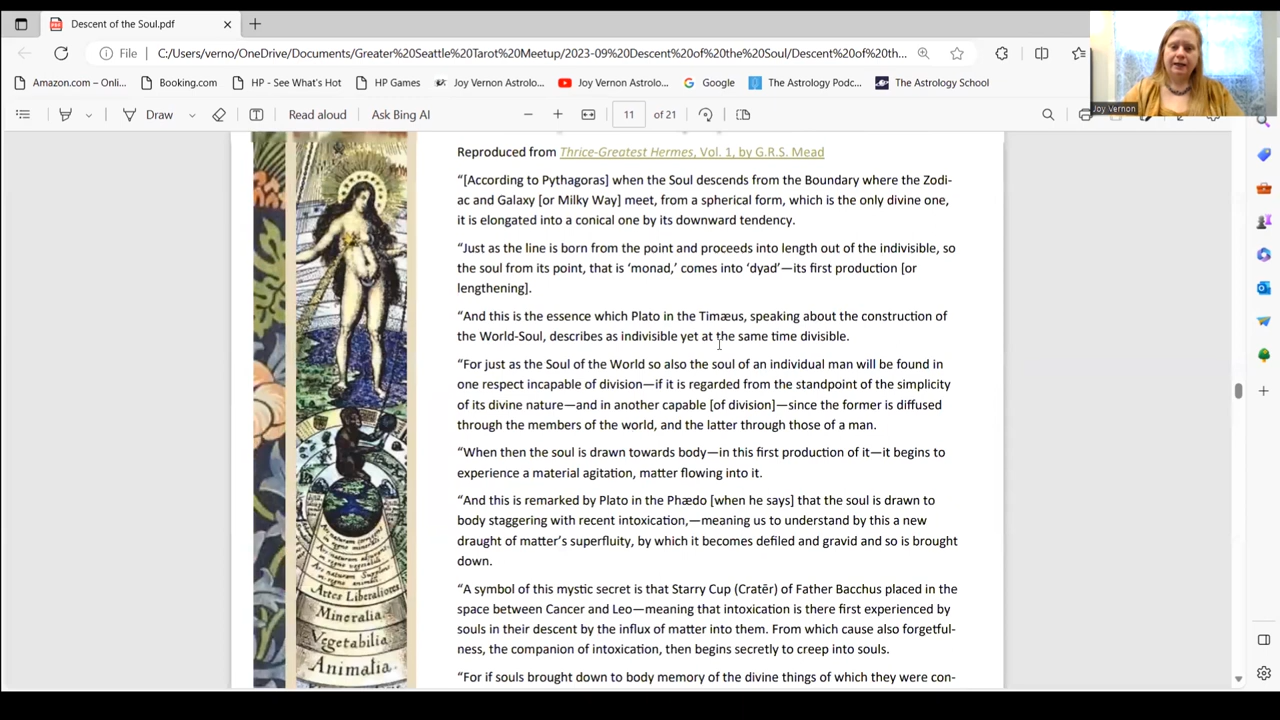 Descent of the Soul.pdf
File
C:/Users/verno/OneDrive/Documents/Greater%20Seattle%20Tarot%20Meetup/2023-09%20Descent%20of%20the%20Soul/Descent%20of%20th...
Amazon.com – Onli...
Booking.com
HP - See What's Hot
HP Games
Joy Vernon Astrolo...
Joy Vernon Astrolo...
Google
The Astrology Podc...
The Astrology School
Joy Vernon
Draw
Read aloud
Ask Bing AI
11 of 21
Reproduced from Thrice-Greatest Hermes, Vol. 1, by G.R.S. Mead
“[According to Pythagoras] when the Soul descends from the Boundary where the Zodi-
ac and Galaxy [or Milky Way] meet, from a spherical form, which is the only divine one,
it is elongated into a conical one by its downward tendency.
“Just as the line is born from the point and proceeds into length out of the indivisible, so
the soul from its point, that is ‘monad,’ comes into ‘dyad’—its first production [or
lengthening].
“And this is the essence which Plato in the Timæus, speaking about the construction of
the World-Soul, describes as indivisible yet at the same time divisible.
“For just as the Soul of the World so also the soul of an individual man will be found in
one respect incapable of division—if it is regarded from the standpoint of the simplicity
of its divine nature—and in another capable [of division]—since the former is diffused
through the members of the world, and the latter through those of a man.
“When then the soul is drawn towards body—in this first production of it—it begins to
experience a material agitation, matter flowing into it.
“And this is remarked by Plato in the Phædo [when he says] that the soul is drawn to
body staggering with recent intoxication,—meaning us to understand by this a new
draught of matter’s superfluity, by which it becomes defiled and gravid and so is brought
down.
“A symbol of this mystic secret is that Starry Cup (Cratēr) of Father Bacchus placed in the
space between Cancer and Leo—meaning that intoxication is there first experienced by
souls in their descent by the influx of matter into them. From which cause also forgetful-
ness, the companion of intoxication, then begins secretly to creep into souls.
“For if souls brought down to body memory of the divine things of which they were con-
Artes Liberaliores
Mineralia
Vegetabilia
Animalia